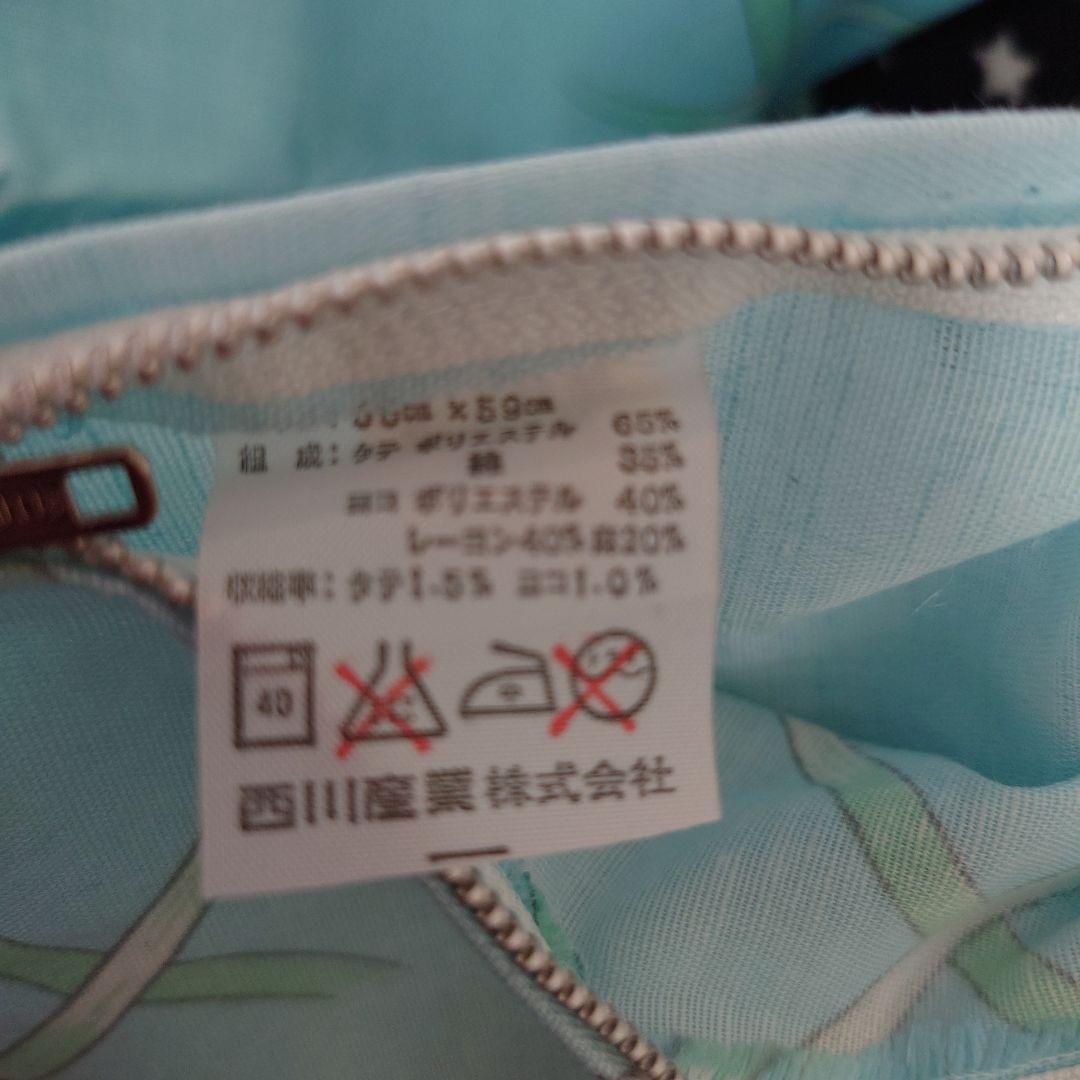 ×59㎝
組 成: タテ ポリエステル 65%
綿 35%
ヨコ ポリエステル 40%
レーヨン40% 麻20%
収縮率: タテ1.5% ヨコ1.0%
40
中
西川産業株式会社